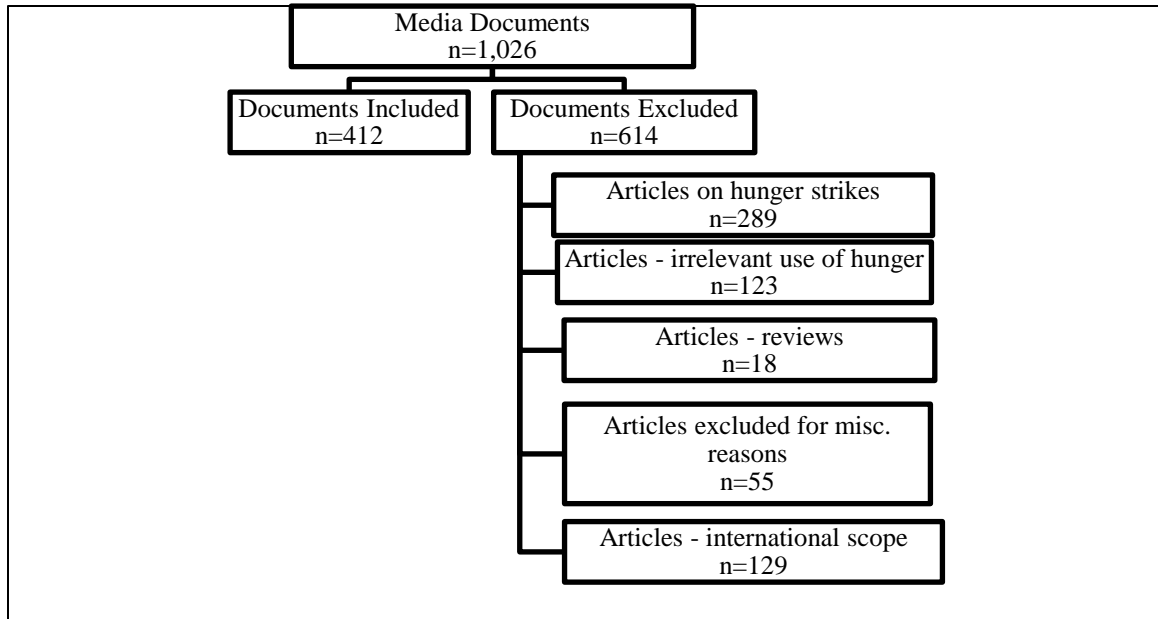 Media Documents
n=1,026
Documents Included
n=412
Documents Excluded
n=614
Articles on hunger strikes
n=289
Articles - irrelevant use of hunger
n=123
Articles - reviews
n=18
Articles excluded for misc.
reasons
n=55
Articles - international scope
n=129